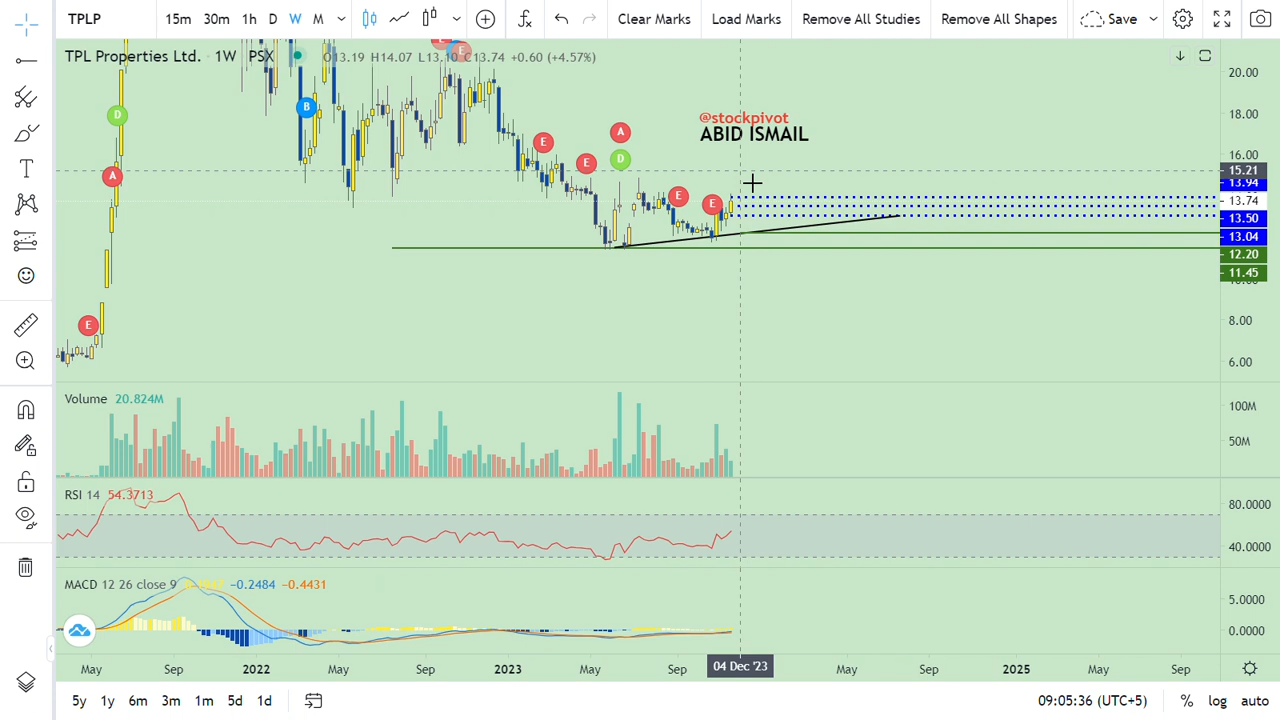 TPLP 15m 30m 1h D W M Clear Marks Load Marks Remove All Studies Remove All Shapes Save
TPL Properties Ltd. · 1W · PSX O13.19 H14.07 L13.10 C13.74 +0.60 (+4.57%)
20.00
18.00
@stockpivot
ABID ISMAIL
16.00
15.21
13.94
13.74
13.50
13.04
12.20
11.45
8.00
6.00
D
A
B
E
E
E
A
D
E
E
E
Volume 20.824M
100M
50M
RSI 14 54.3713
80.0000
40.0000
MACD 12 26 close 9 −0.2484 −0.4431
5.0000
0.0000
May Sep 2022 May Sep 2023 May Sep 04 Dec '23 May Sep 2025 May Sep
5y 1y 6m 3m 1m 5d 1d 09:05:36 (UTC+5) % log auto